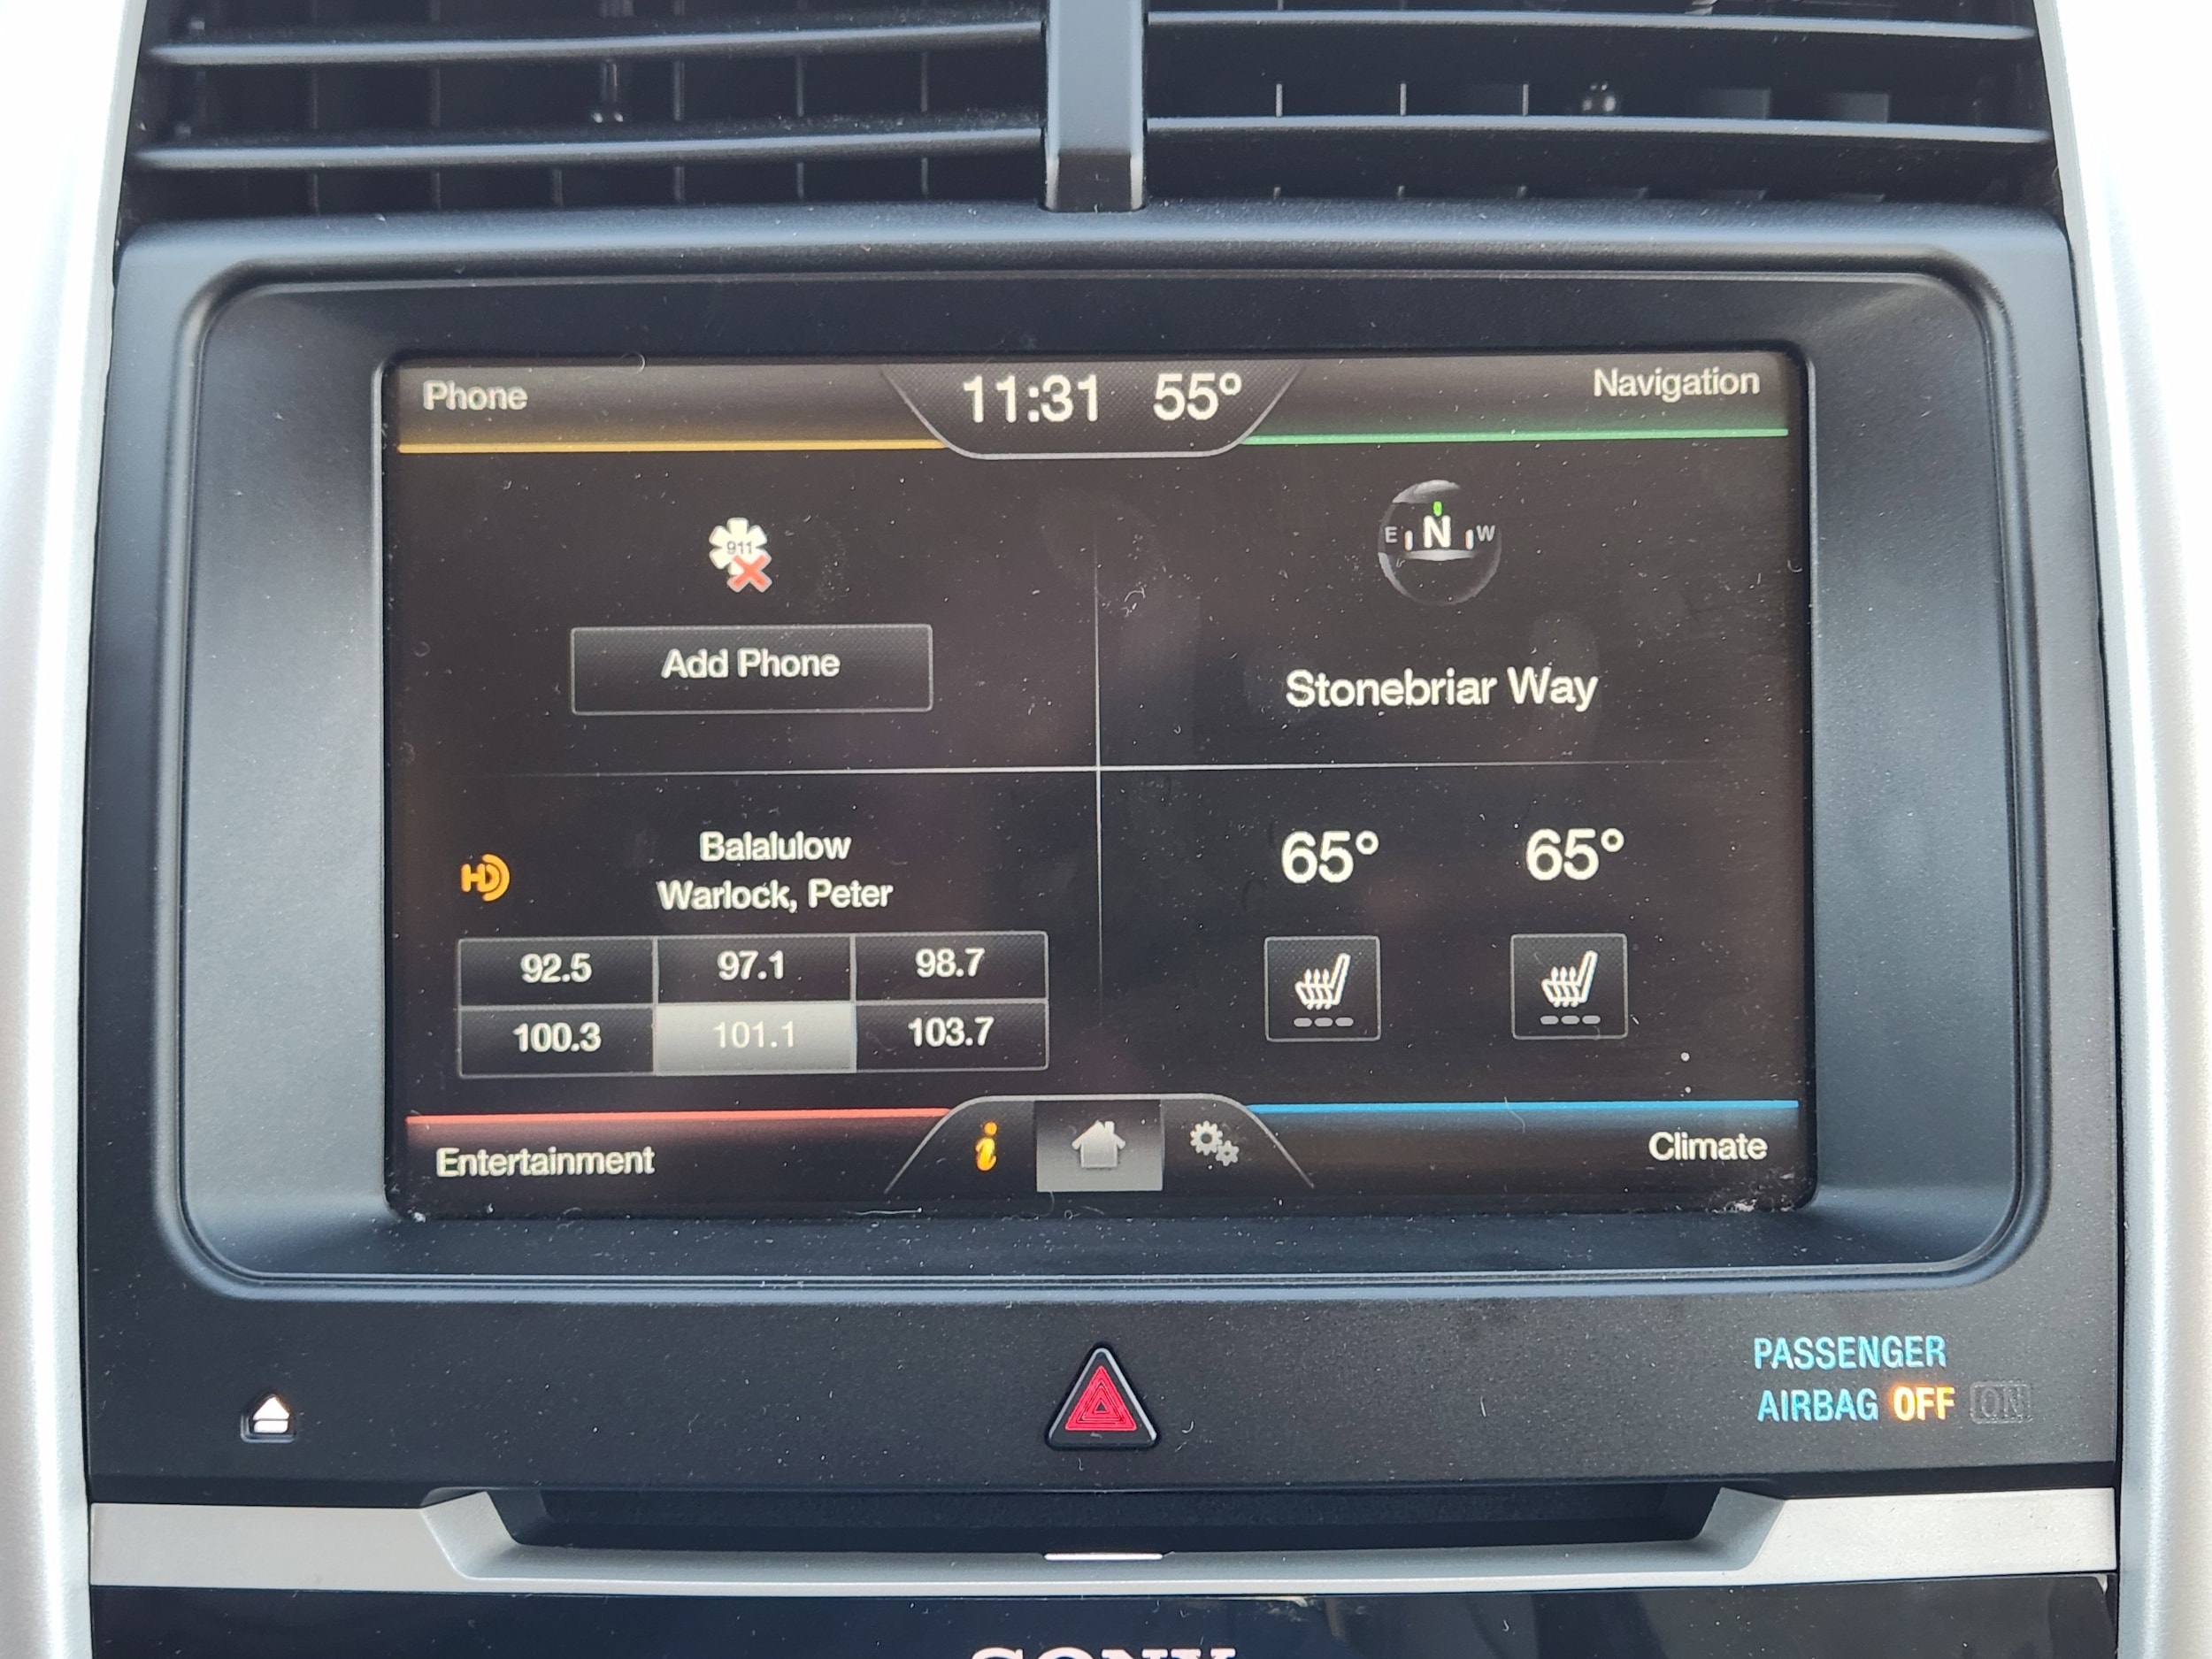 Phone
11:31 55°
Navigation
911
Add Phone
E N W
Stonebriar Way
HD
Balalulow
Warlock, Peter
92.5 97.1 98.7
100.3 101.1 103.7
65° 65°
Entertainment
i
Climate
PASSENGER
AIRBAG OFF ON
SONY